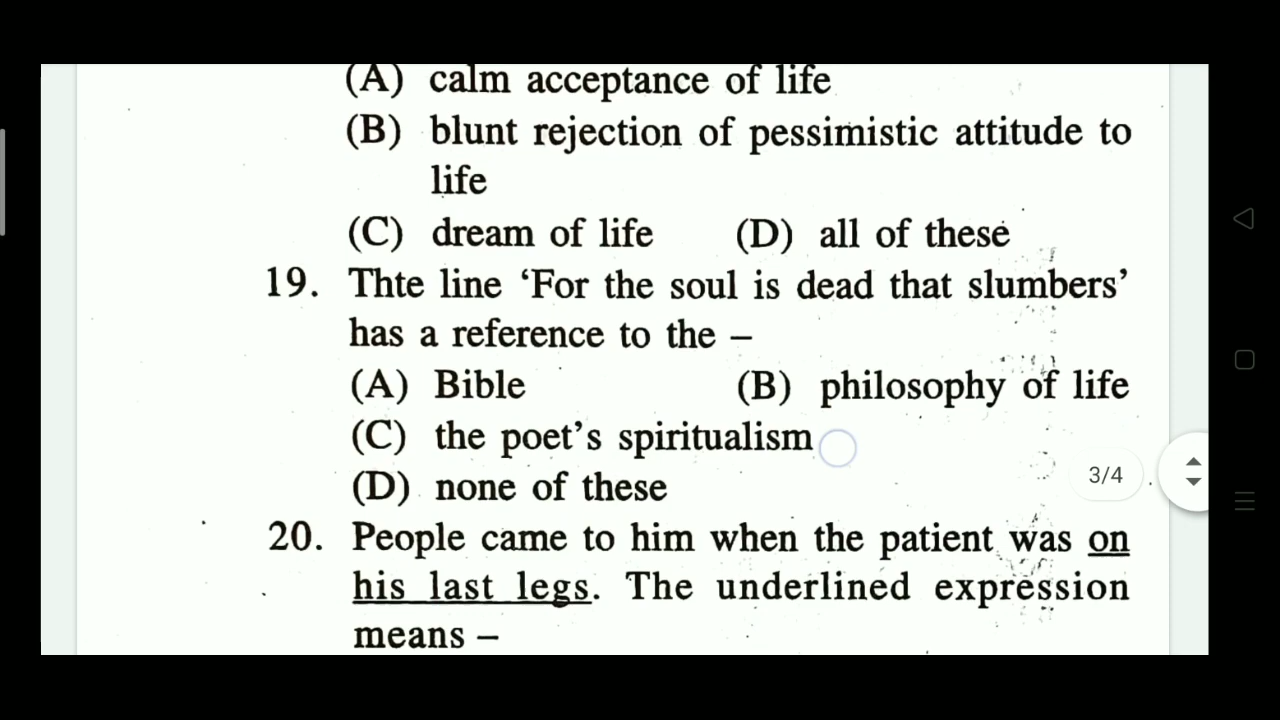 (A) calm acceptance of life
(B) blunt rejection of pessimistic attitude to
life
(C) dream of life (D) all of these
19. Thte line ‘For the soul is dead that slumbers’
has a reference to the –
(A) Bible (B) philosophy of life
(C) the poet’s spiritualism
(D) none of these
3/4
20. People came to him when the patient was on
his last legs. The underlined expression
means –